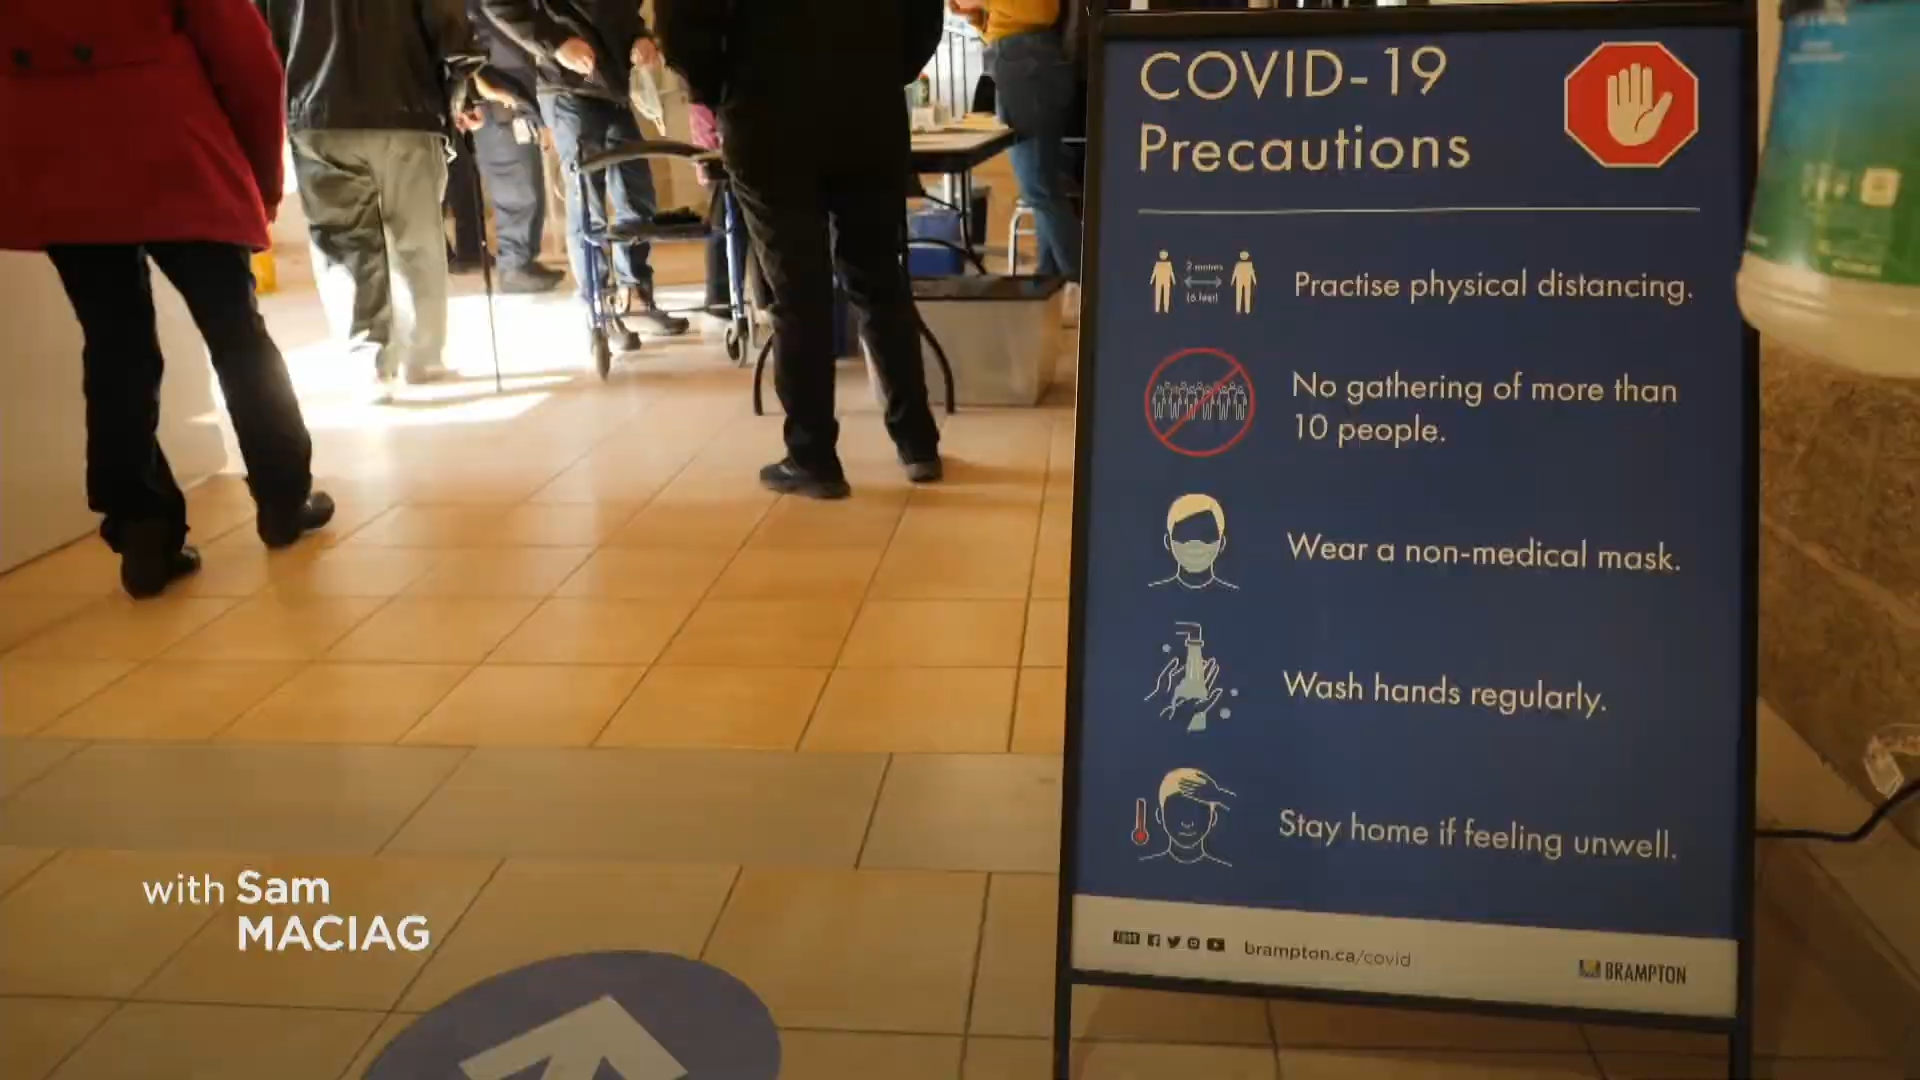 COVID-19
Precautions
2 metres
(6 feet)
Practise physical distancing.
No gathering of more than
10 people.
Wear a non-medical mask.
Wash hands regularly.
Stay home if feeling unwell.
brampton.ca/covid
BRAMPTON
with Sam
MACIAG